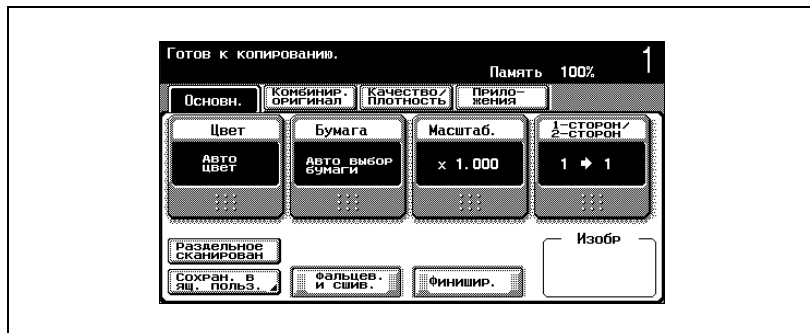 Готов к копированию.
1
Память 100%
Основн.
Комбинир.
оригинал
Качество/
Плотность
Прило-
жения
Цвет
Бумага
Масштаб.
1-сторон/
2-сторон
Авто
цвет
Авто выбор
бумаги
x 1.000
1 ➔ 1
Раздельное
сканирован
Изобр
Сохран. в
ящ. польз.
Фальцев.
и сшив.
Финишир.